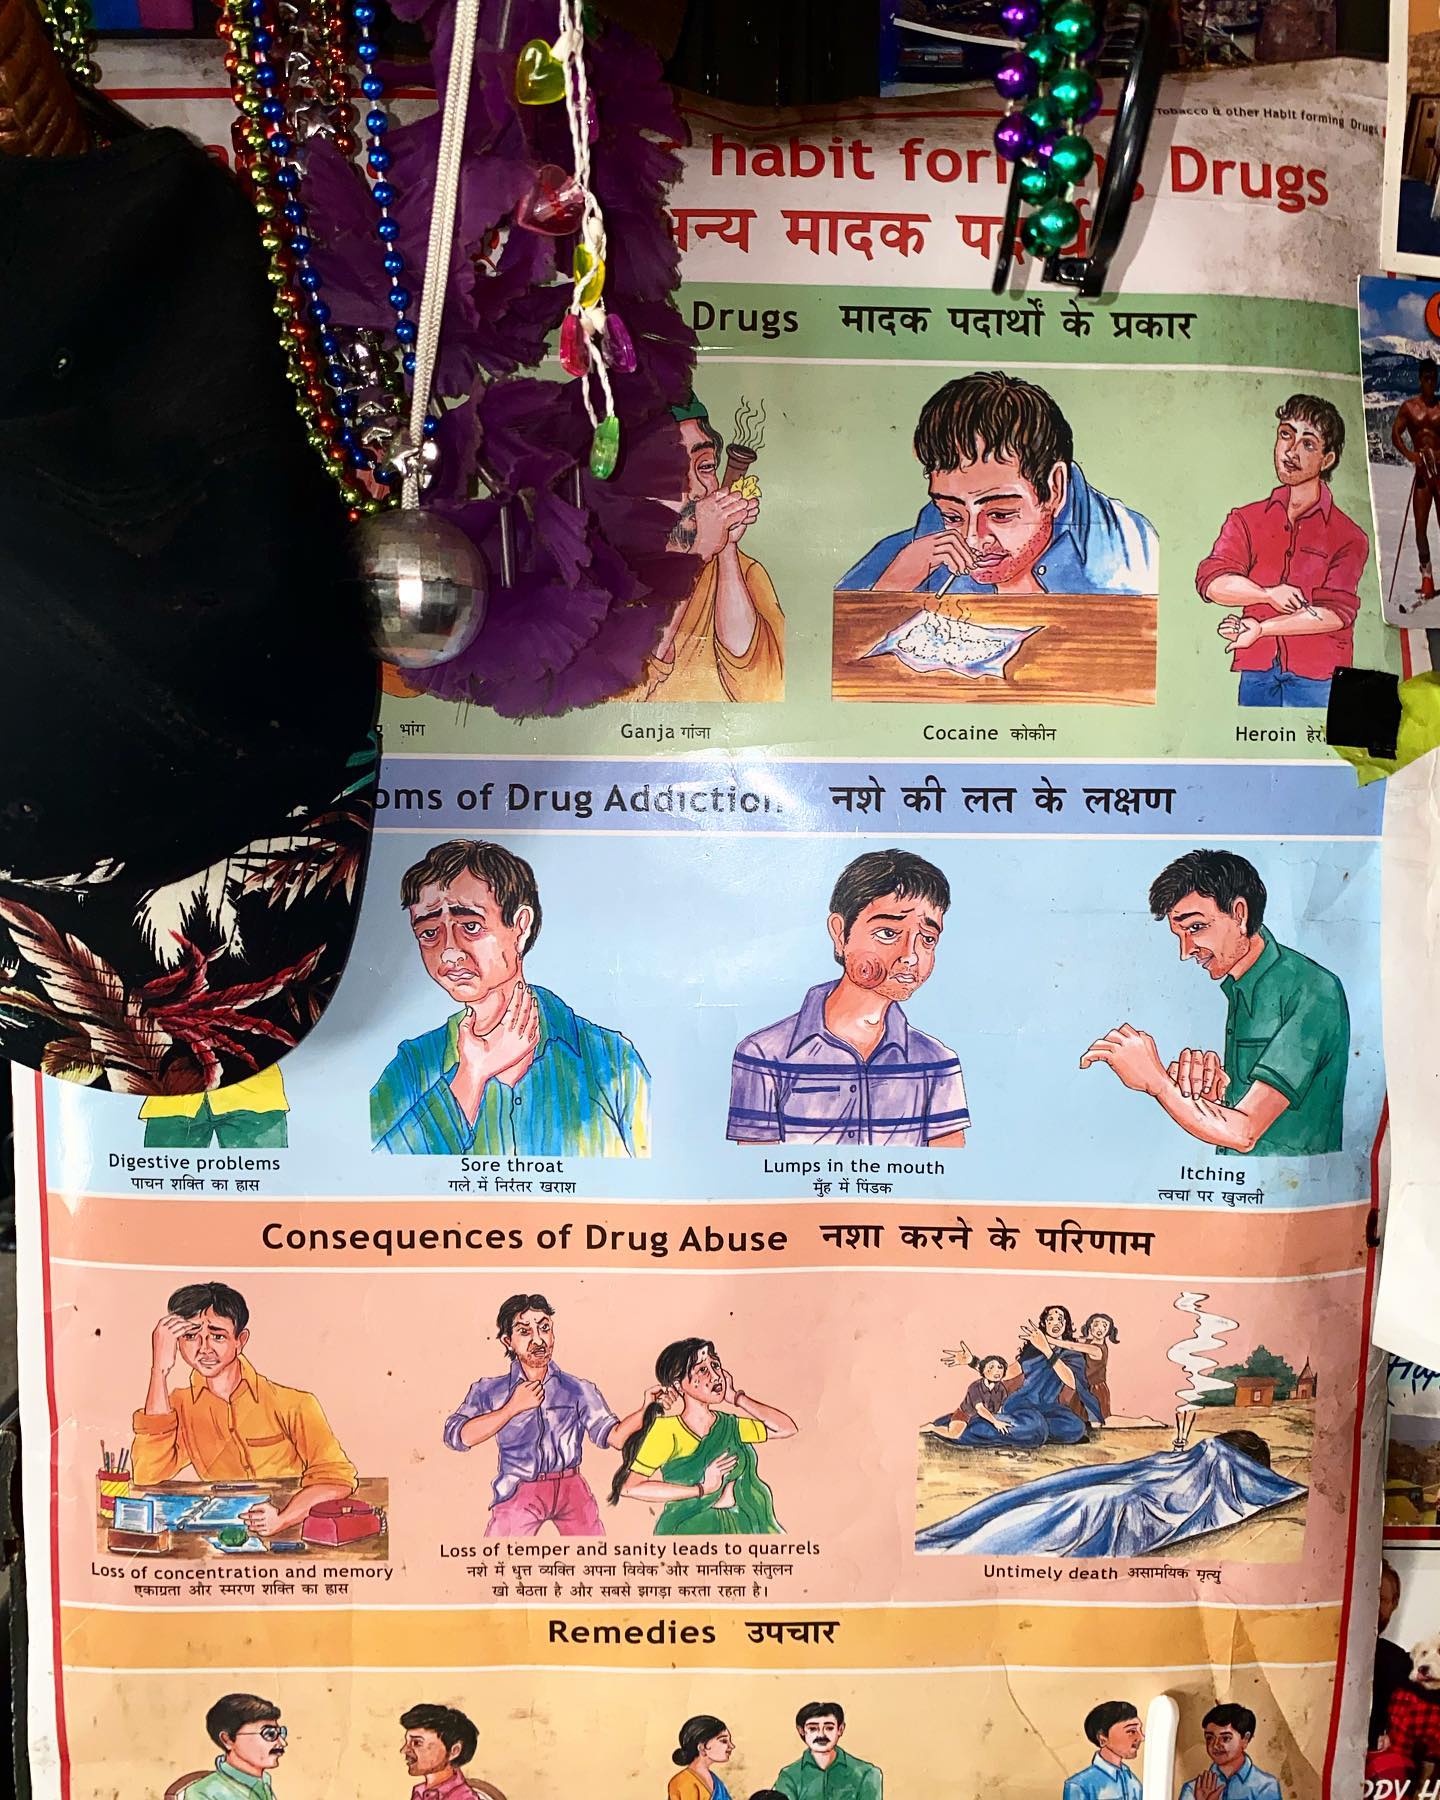 Tobacco & other Habit forming Drugs
habit forming Drugs
अन्य मादक पदार्थ
Drugs मादक पदार्थों के प्रकार
भांग
Ganja गांजा
Cocaine कोकीन
Heroin
of Drug Addiction नशे की लत के लक्षण
Digestive problems
पाचन शक्ति का ह्रास
Sore throat
गले में निरंतर खराश
Lumps in the mouth
मुँह में पिंडक
Itching
त्वचा पर खुजली
Consequences of Drug Abuse नशा करने के परिणाम
Loss of concentration and memory
एकाग्रता और स्मरण शक्ति का ह्रास
Loss of temper and sanity leads to quarrels
नशे में धुत्त व्यक्ति अपना विवेक और मानसिक संतुलन
खो बैठता है और सबसे झगड़ा करता रहता है।
Untimely death असामयिक मृत्यु
Remedies उपचार